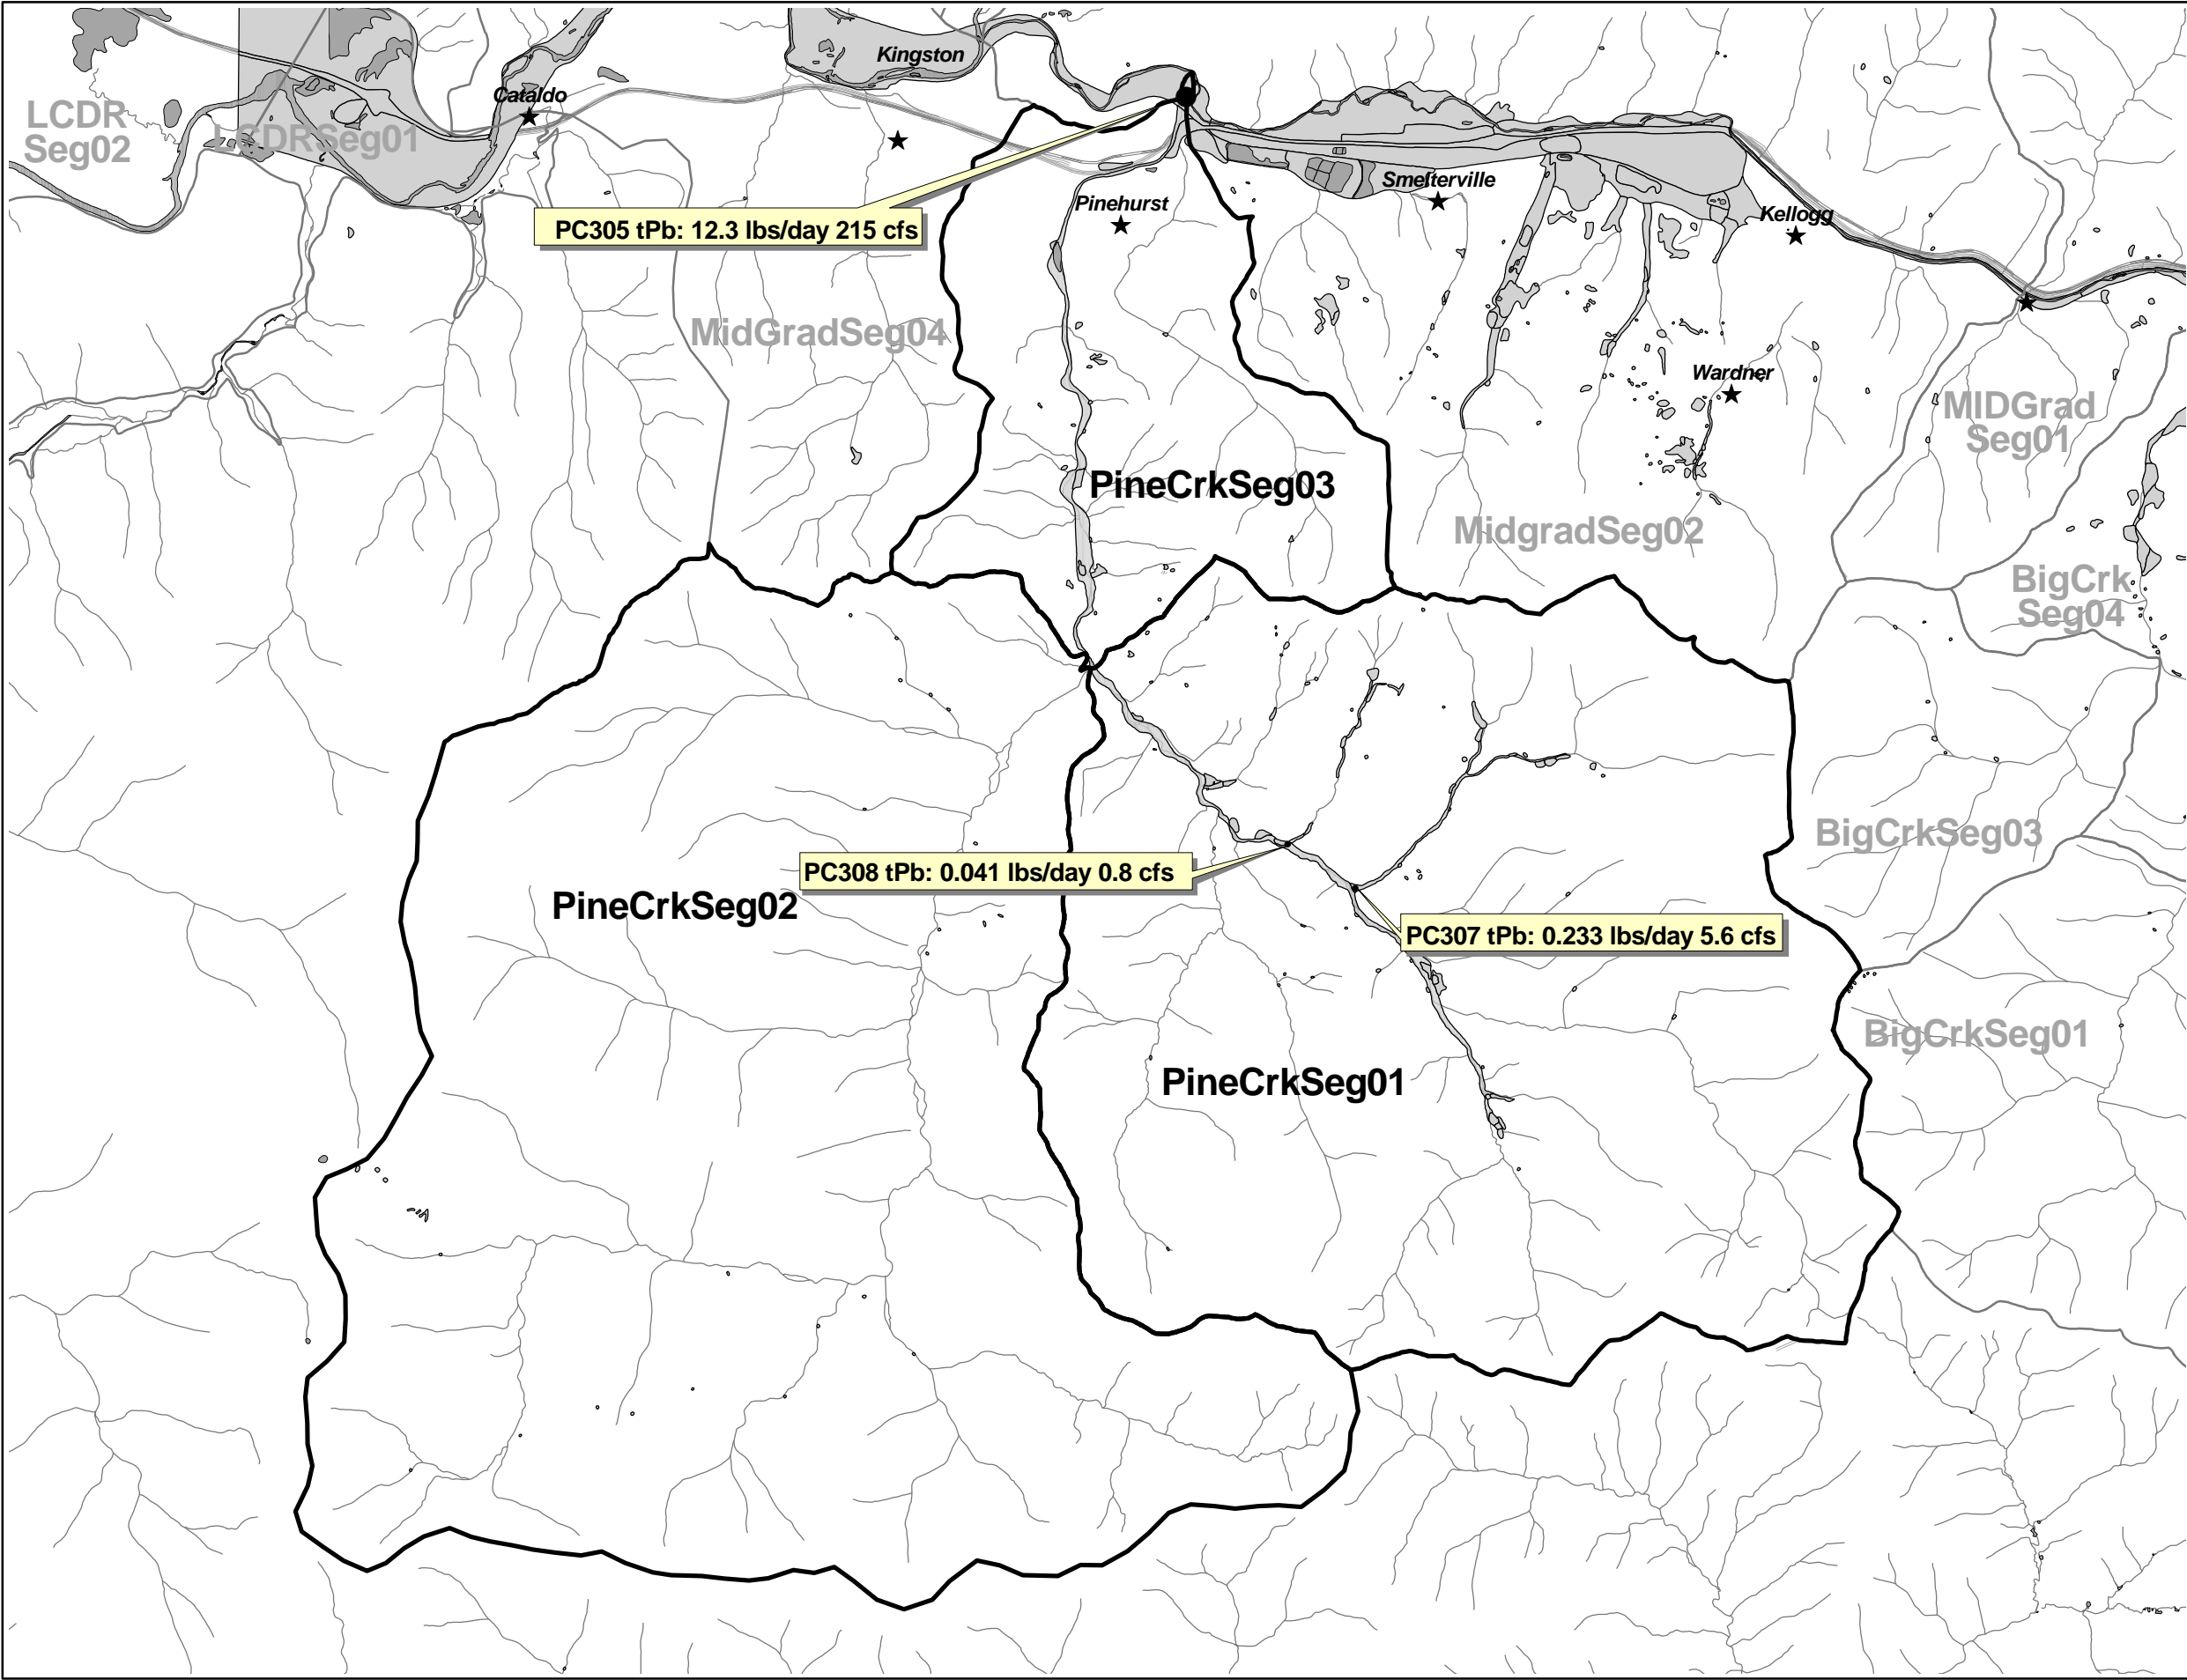 Kingston
Cataldo
LCDR
Seg02
LCDRSeg01
Smelterville
Pinehurst
Kellogg
PC305 tPb: 12.3 lbs/day 215 cfs
MidGradSeg04
Wardner
MIDGrad
Seg01
PineCrkSeg03
MidgradSeg02
BigCrk
Seg04
BigCrkSeg03
PC308 tPb: 0.041 lbs/day 0.8 cfs
PineCrkSeg02
PC307 tPb: 0.233 lbs/day 5.6 cfs
BigCrkSeg01
PineCrkSeg01